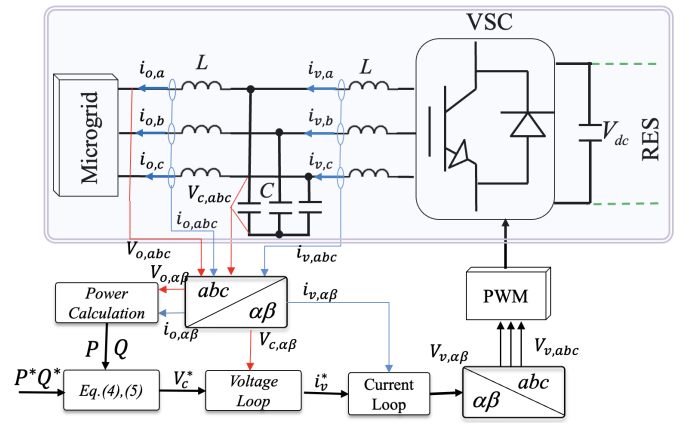 VSC
L
L
i_{o,a}
i_{v,a}
i_{o,b}
i_{v,b}
i_{o,c}
i_{v,c}
Microgrid
V_{dc}
RES
V_{c,abc}
C
i_{o,abc}
V_{o,abc}
i_{v,abc}
V_{o,αβ}
abc
αβ
i_{v,αβ}
Power
Calculation
i_{o,αβ}
PWM
P Q
V_{c,αβ}
V_{v,αβ}
V_{v,abc}
P*Q*
Eq.(4),(5)
V_c^*
Voltage
Loop
i_v^*
Current
Loop
abc
αβ